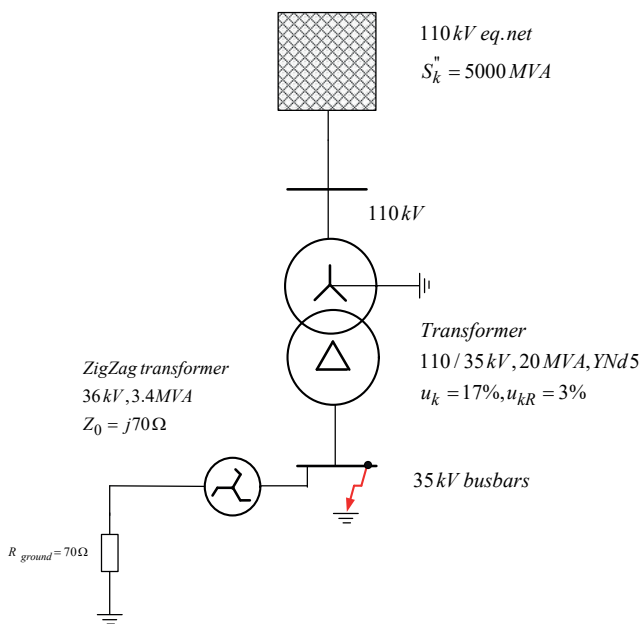 110 kV eq.net
S"k = 5000 MVA
110 kV
Transformer
110 / 35 kV, 20 MVA, YNd5
uk = 17%, ukR = 3%
ZigZag transformer
36 kV, 3.4 MVA
Z0 = j70 Ω
35 kV busbars
R ground = 70 Ω